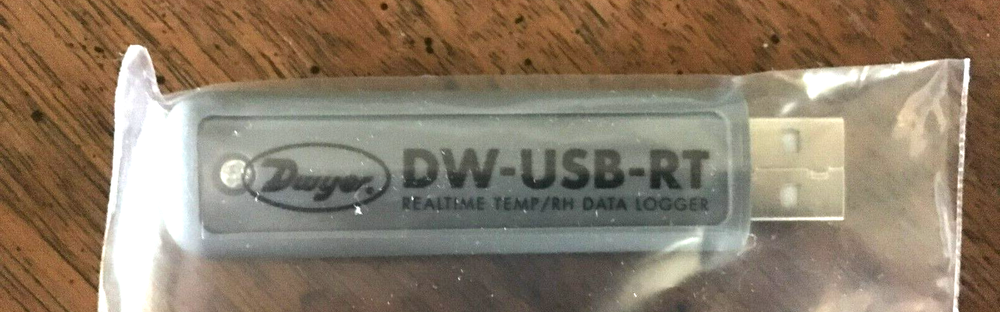 Dwyer.
DW-USB-RT
REALTIME TEMP/RH DATA LOGGER